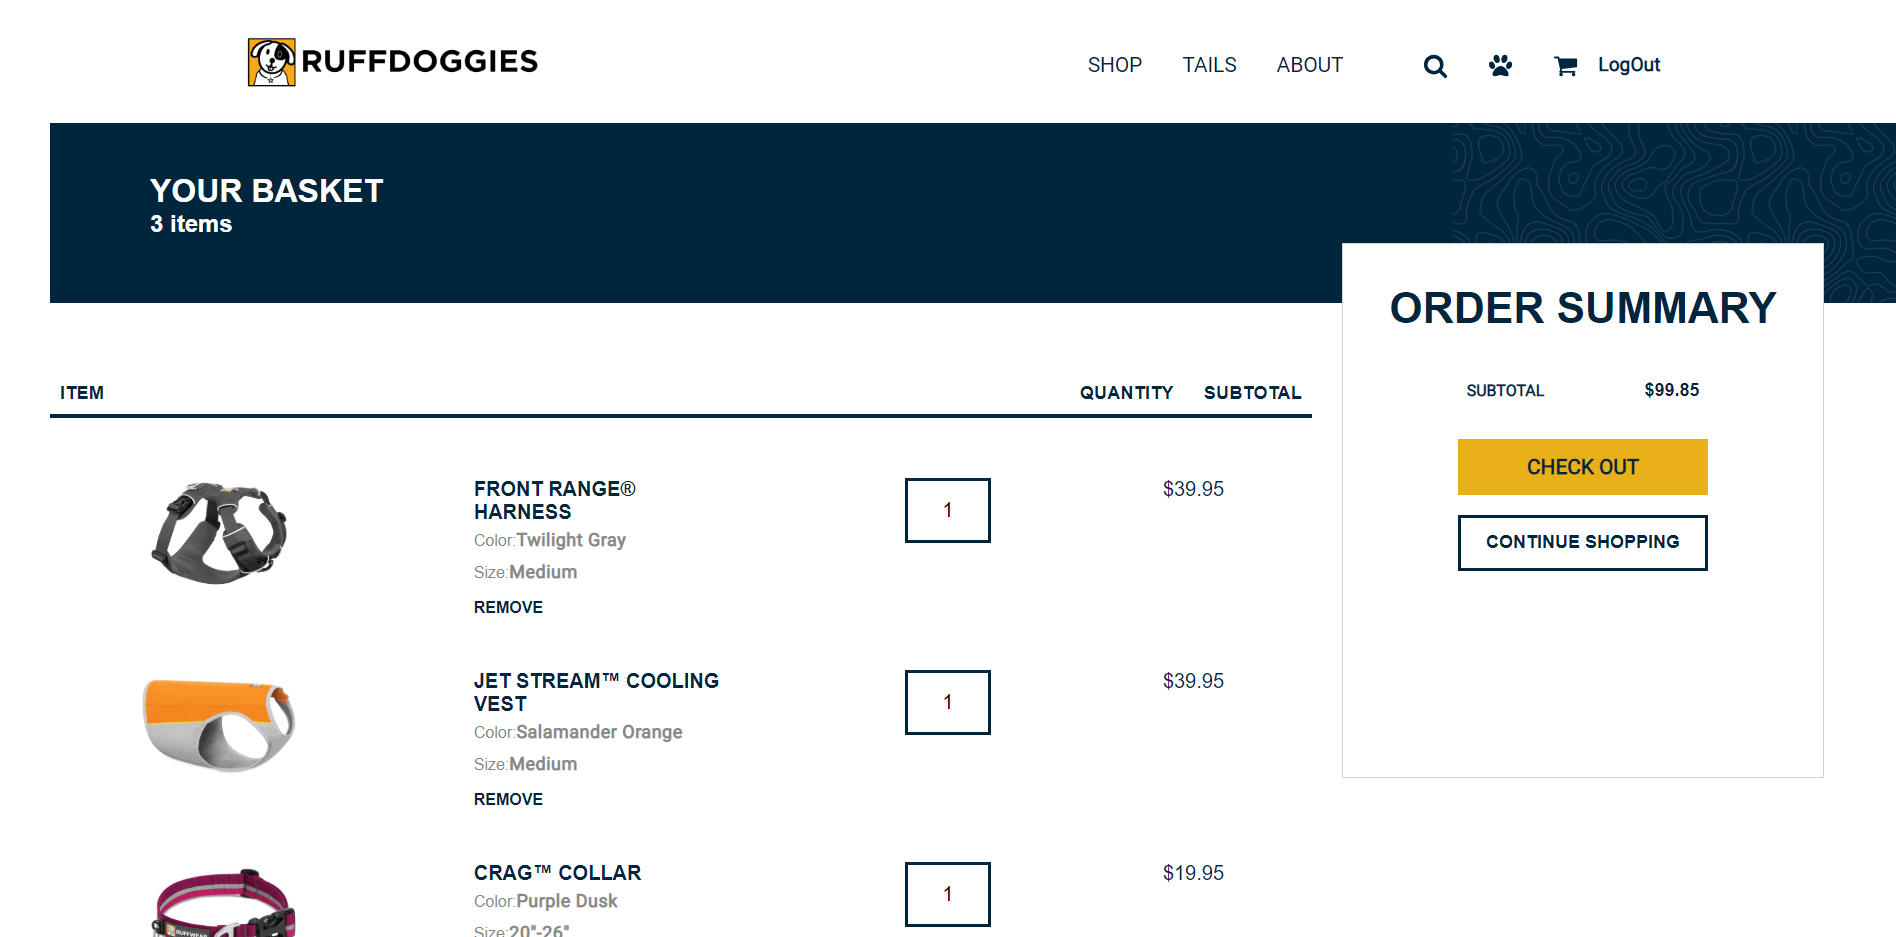 RUFFDOGGIES
SHOP TAILS ABOUT LogOut
YOUR BASKET
3 items
ORDER SUMMARY
SUBTOTAL $99.85
CHECK OUT
CONTINUE SHOPPING
ITEM QUANTITY SUBTOTAL
FRONT RANGE®
HARNESS
Color:Twilight Gray
Size:Medium
REMOVE
1
$39.95
JET STREAM™ COOLING
VEST
Color:Salamander Orange
Size:Medium
REMOVE
1
$39.95
RUFFWEAR
CRAG™ COLLAR
Color:Purple Dusk
Size:20"-26"
1
$19.95